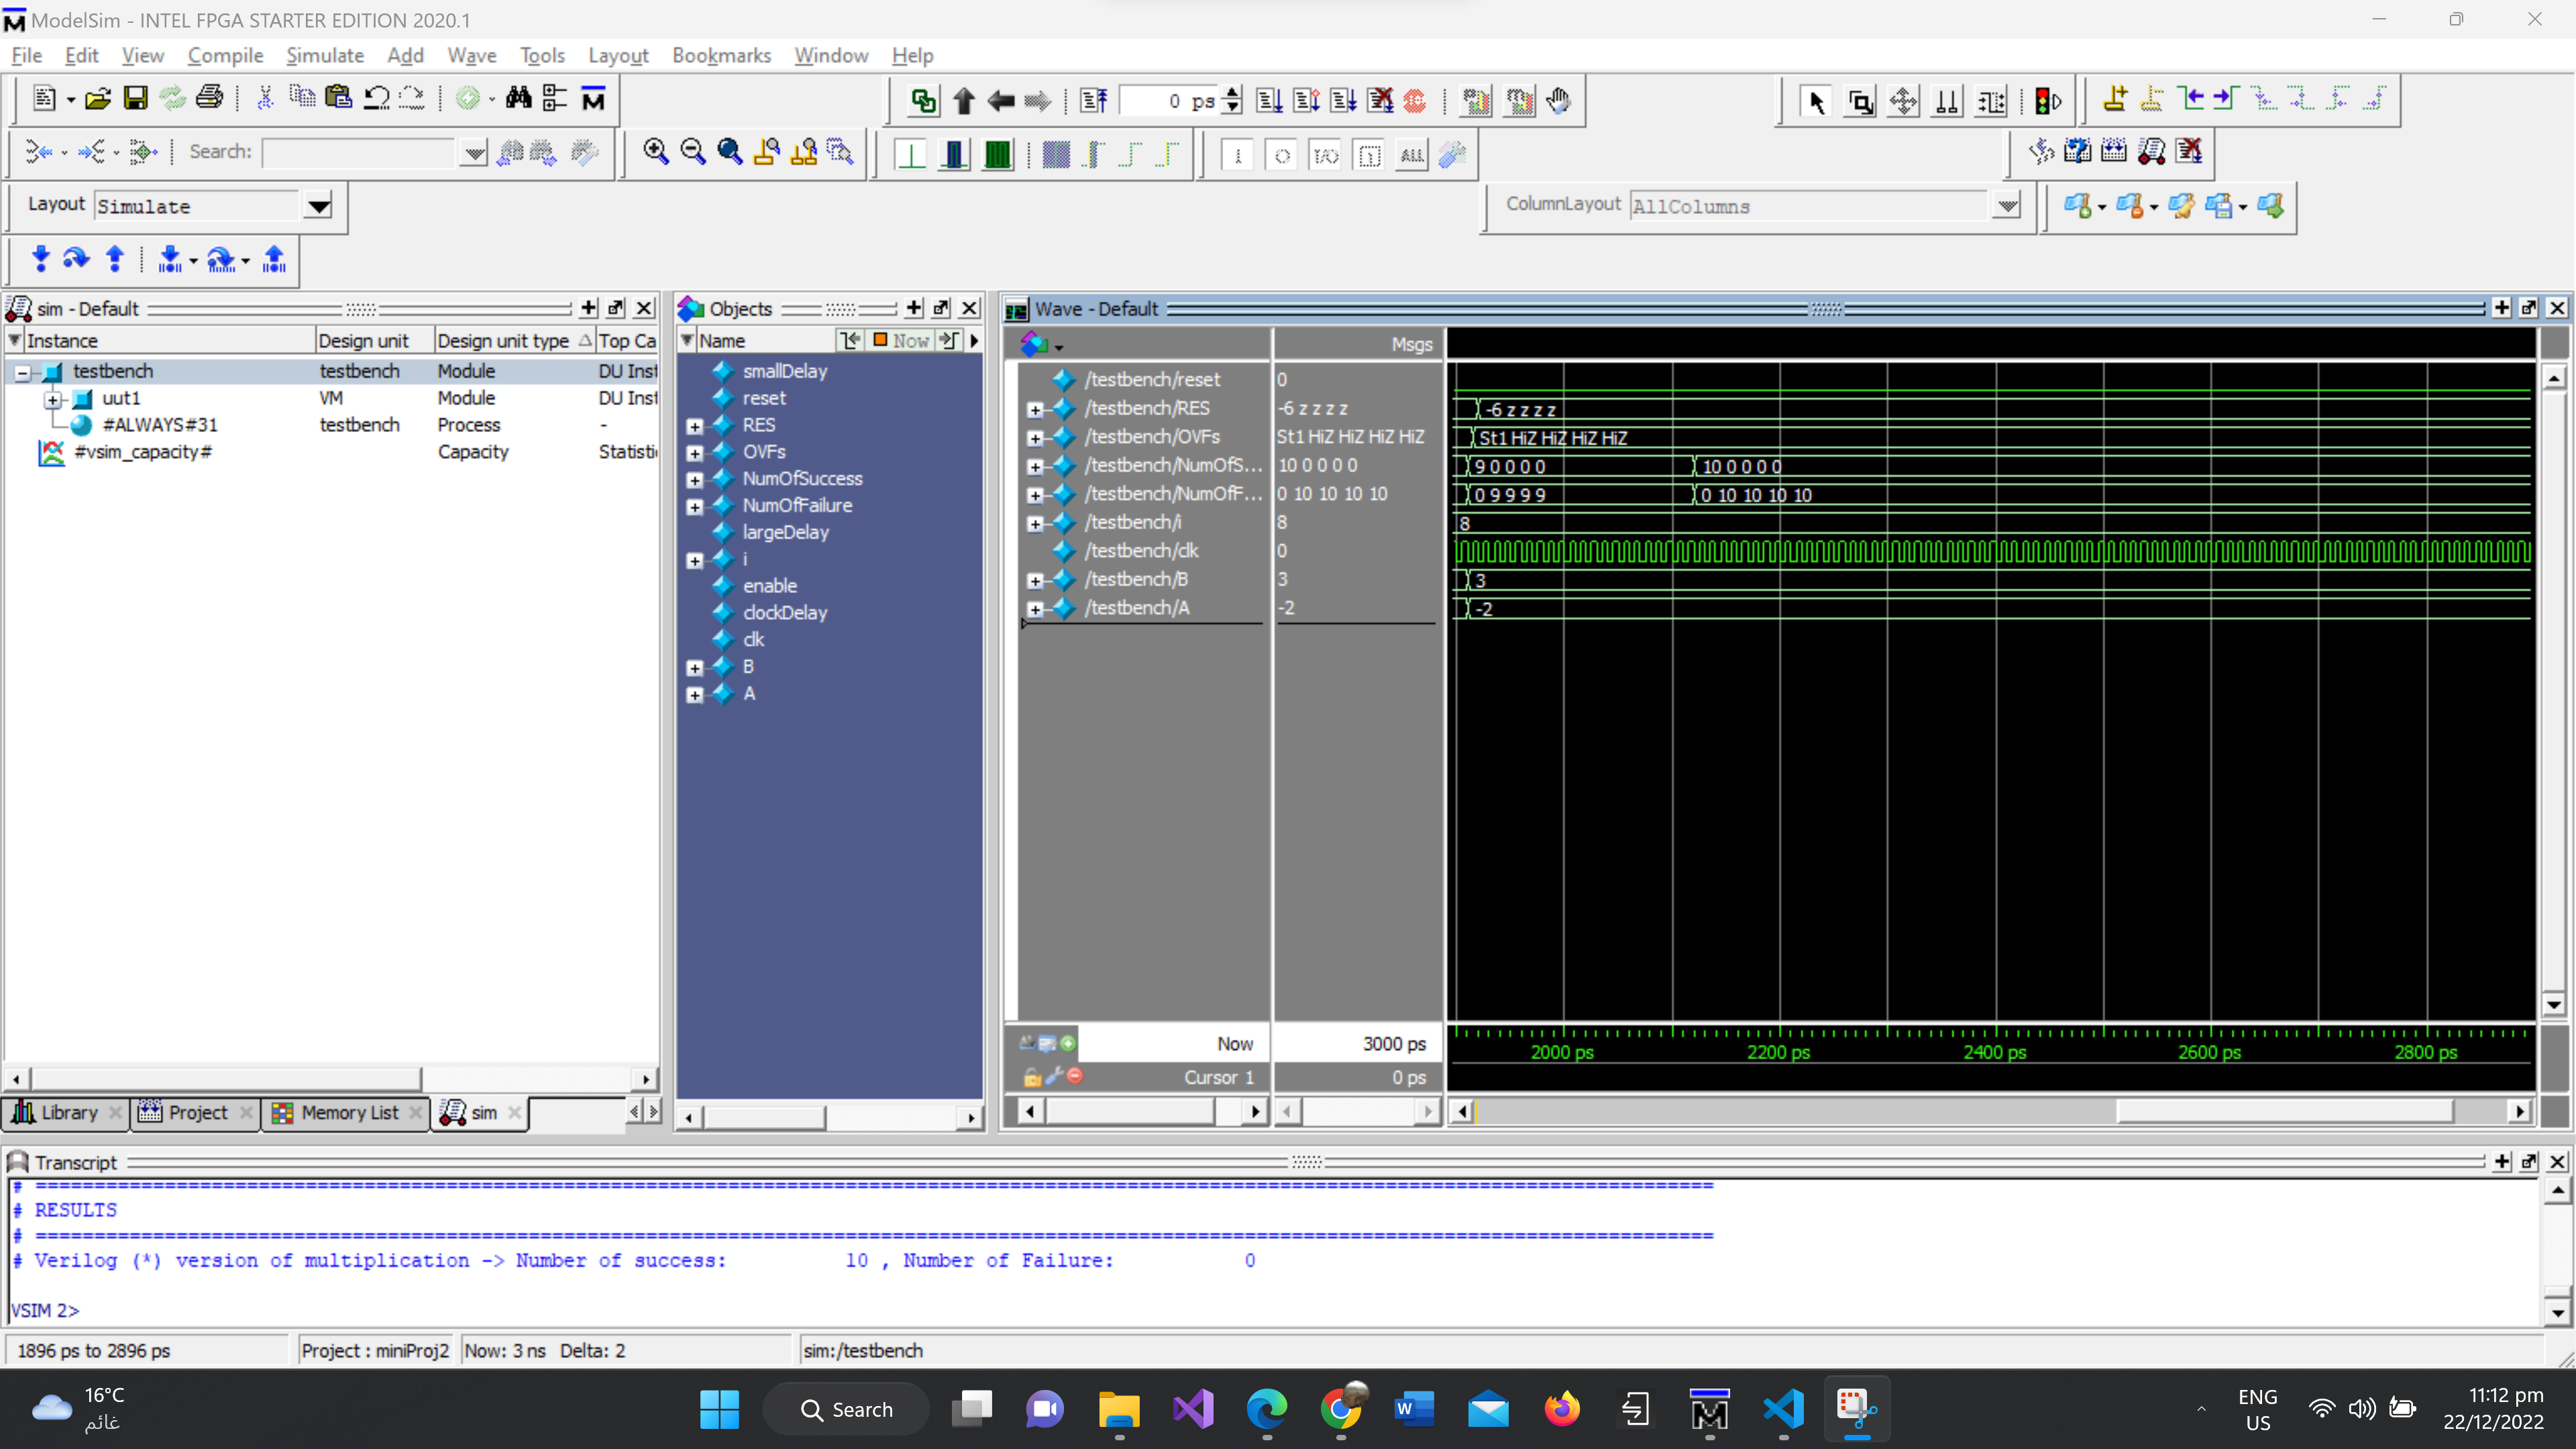 ModelSim - INTEL FPGA STARTER EDITION 2020.1
File Edit View Compile Simulate Add Wave Tools Layout Bookmarks Window Help
0 ps
Search:
ALL
Layout Simulate
ColumnLayout AllColumns
sim - Default
Instance Design unit Design unit type Top Ca
testbench testbench Module DU Inst
uut1 VM Module DU Inst
#ALWAYS#31 testbench Process -
#vsim_capacity# Capacity Statisti
Library Project Memory List sim
Objects
Name Now
smallDelay
reset
RES
OVFs
NumOfSuccess
NumOfFailure
largeDelay
i
enable
clockDelay
clk
B
A
Wave - Default
Msgs
/testbench/reset 0
/testbench/RES -6 z z z z -6 z z z z
/testbench/OVFs St1 HiZ HiZ HiZ HiZ St1 HiZ HiZ HiZ HiZ
/testbench/NumOfS... 10 0 0 0 0 9 0 0 0 0 10 0 0 0 0
/testbench/NumOfF... 0 10 10 10 10 0 9 9 9 9 0 10 10 10 10
/testbench/i 8 8
/testbench/clk 0
/testbench/B 3 3
/testbench/A -2 -2
Now 3000 ps
2000 ps 2200 ps 2400 ps 2600 ps 2800 ps
Cursor 1 0 ps
Transcript
# ==============================================================================================================================================
# RESULTS
# ==============================================================================================================================================
# Verilog (*) version of multiplication -> Number of success: 10 , Number of Failure: 0
VSIM 2>
1896 ps to 2896 ps Project : miniProj2 Now: 3 ns Delta: 2 sim:/testbench
16°C
غائم
Search
ENG
US
11:12 pm
22/12/2022